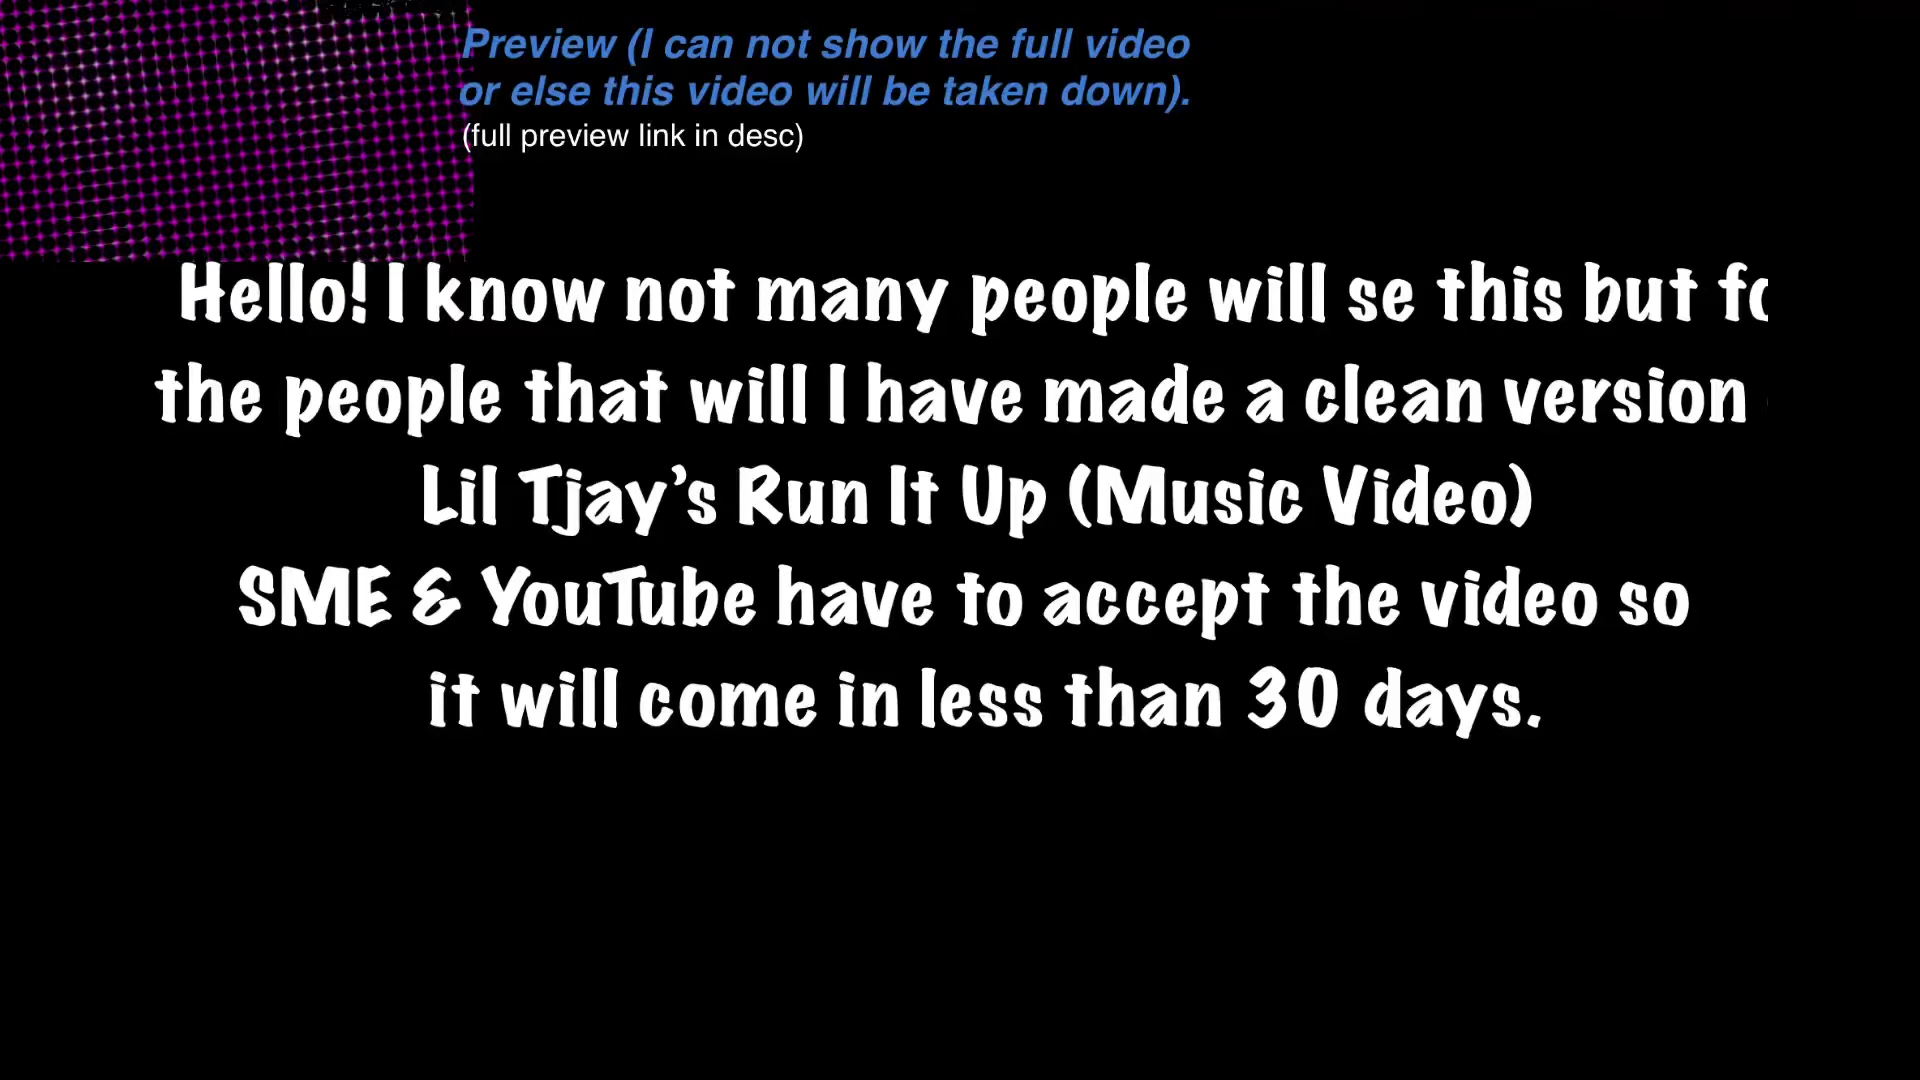 Preview (I can not show the full video
or else this video will be taken down).
(full preview link in desc)
Hello! I know not many people will se this but
the people that will I have made a clean version
Lil Tjay’s Run It Up (Music Video)
SME & YouTube have to accept the video so
it will come in less than 30 days.